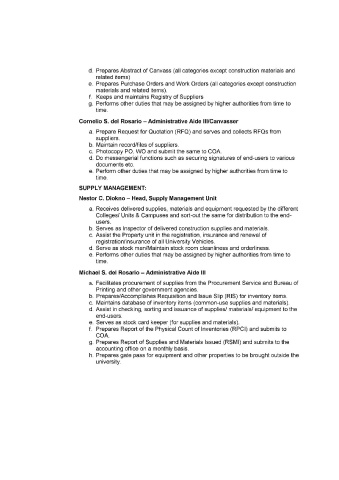 d. Prepares Abstract of Canvass (all categories except construction materials and
related items)
e. Prepares Purchase Orders and Work Orders (all categories except construction
materials and related items).
f. Keeps and maintains Registry of Suppliers
g. Performs other duties that may be assigned by higher authorities from time to
time.
Cornelio S. del Rosario – Administrative Aide III/Canvasser
a. Prepare Request for Quotation (RFQ) and serves and collects RFQs from
suppliers.
b. Maintain record/files of suppliers.
c. Photocopy PO, WO and submit the same to COA.
d. Do messengerial functions such as securing signatures of end-users to various
documents etc.
e. Perform other duties that may be assigned by higher authorities from time to
time.
SUPPLY MANAGEMENT:
Nestor C. Diokno – Head, Supply Management Unit
a. Receives delivered supplies, materials and equipment requested by the different
Colleges/ Units & Campuses and sort-out the same for distribution to the end-
users.
b. Serves as inspector of delivered construction supplies and materials.
c. Assist the Property unit in the registration, insurance and renewal of
registration/insurance of all University Vehicles.
d. Serve as stock man/Maintain stock room cleanliness and orderliness.
e. Performs other duties that may be assigned by higher authorities from time to
time.
Michael S. del Rosario – Administrative Aide III
a. Facilitates procurement of supplies from the Procurement Service and Bureau of
Printing and other government agencies.
b. Prepares/Accomplishes Requisition and Issue Slip (RIS) for inventory items.
c. Maintains database of inventory items (common-use supplies and materials).
d. Assist in checking, sorting and issuance of supplies/ materials/ equipment to the
end-users.
e. Serves as stock card keeper (for supplies and materials).
f. Prepares Report of the Physical Count of Inventories (RPCI) and submits to
COA.
g. Prepares Report of Supplies and Materials Issued (RSMI) and submits to the
accounting office on a monthly basis.
h. Prepares gate pass for equipment and other properties to be brought outside the
university.